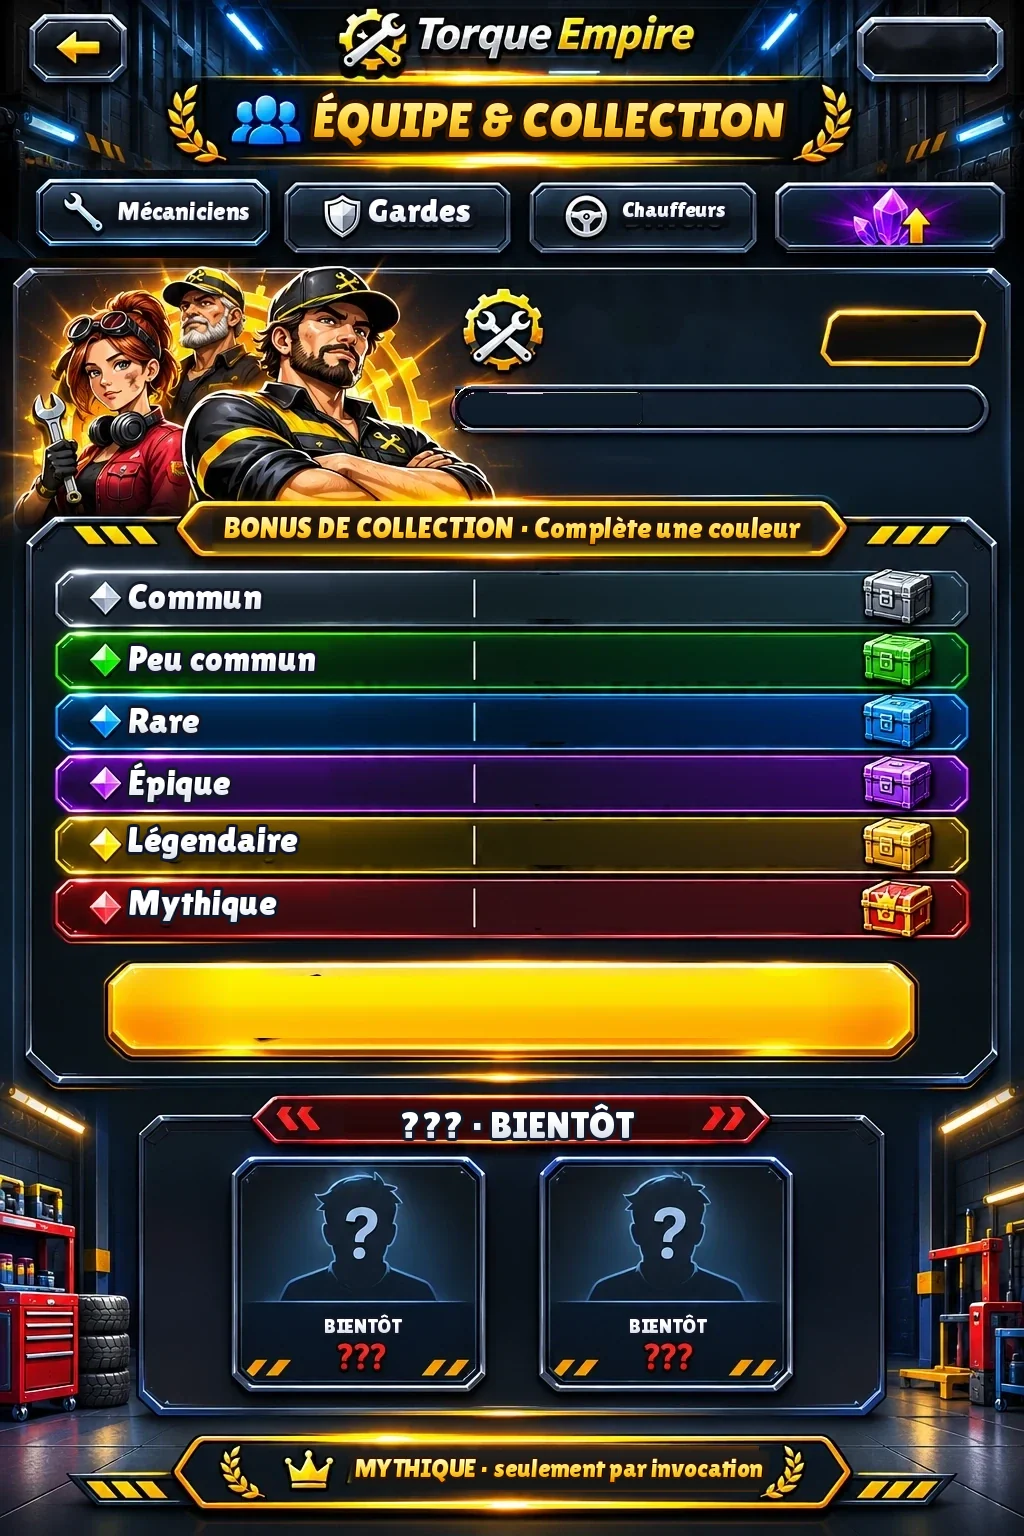 Torque Empire
ÉQUIPE & COLLECTION
Mécaniciens
Gardes
Chauffeurs
BONUS DE COLLECTION · Complète une couleur
Commun
Peu commun
Rare
Épique
Légendaire
Mythique
??? · BIENTÔT
?
?
BIENTÔT
???
BIENTÔT
???
MYTHIQUE · seulement par invocation